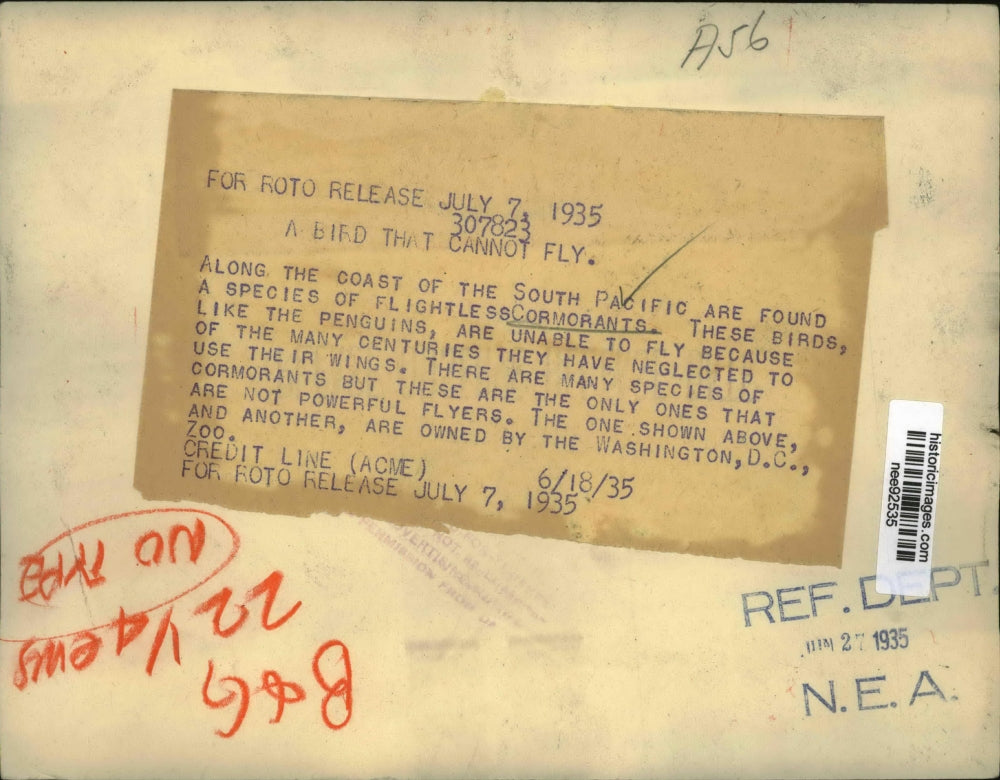 A56
FOR ROTO RELEASE JULY 7, 1935
307823
A BIRD THAT CANNOT FLY.
ALONG THE COAST OF THE SOUTH PACIFIC ARE FOUND
A SPECIES OF FLIGHTLESS CORMORANTS. THESE BIRDS,
LIKE THE PENGUINS, ARE UNABLE TO FLY BECAUSE
OF THE MANY CENTURIES THEY HAVE NEGLECTED TO
USE THEIR WINGS. THERE ARE MANY SPECIES OF
CORMORANTS BUT THESE ARE THE ONLY ONES THAT
ARE NOT POWERFUL FLYERS. THE ONE SHOWN ABOVE,
AND ANOTHER, ARE OWNED BY THE WASHINGTON, D.C.,
ZOO.
CREDIT LINE (ACME) 6/18/35
FOR ROTO RELEASE JULY 7, 1935
historicimages.com
nee92535
REF. DEPT.
JUN 27 1935
N.E.A.
B&G
22
NO TYPE